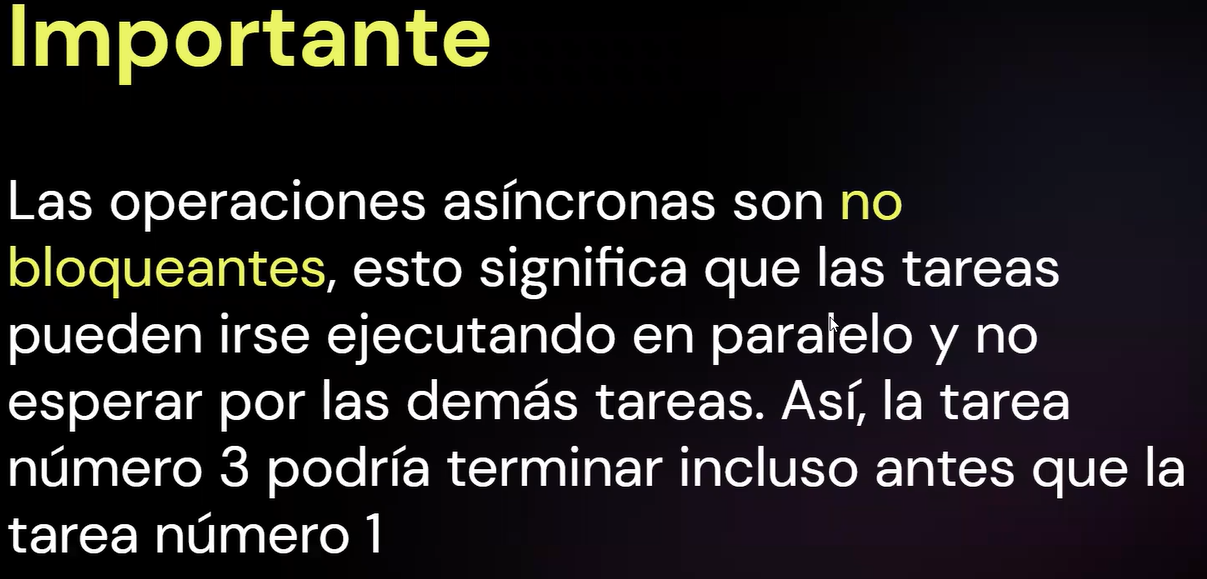 Importante
Las operaciones asíncronas son no
bloqueantes, esto significa que las tareas
pueden irse ejecutando en paralelo y no
esperar por las demás tareas. Así, la tarea
número 3 podría terminar incluso antes que la
tarea número 1